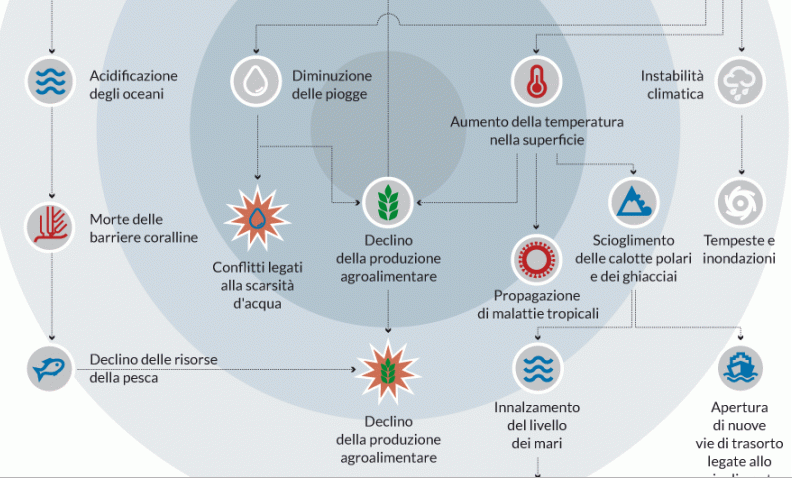 Acidificazione
degli oceani
Diminuzione
delle piogge
Aumento della temperatura
nella superficie
Instabilità
climatica
Morte delle
barriere coralline
Conflitti legati
alla scarsità
d'acqua
Declino
della produzione
agroalimentare
Propagazione
di malattie tropicali
Scioglimento
delle calotte polari
e dei ghiacciai
Tempeste e
inondazioni
Declino delle risorse
della pesca
Declino
della produzione
agroalimentare
Innalzamento
del livello
dei mari
Apertura
di nuove
vie di trasorto
legate allo